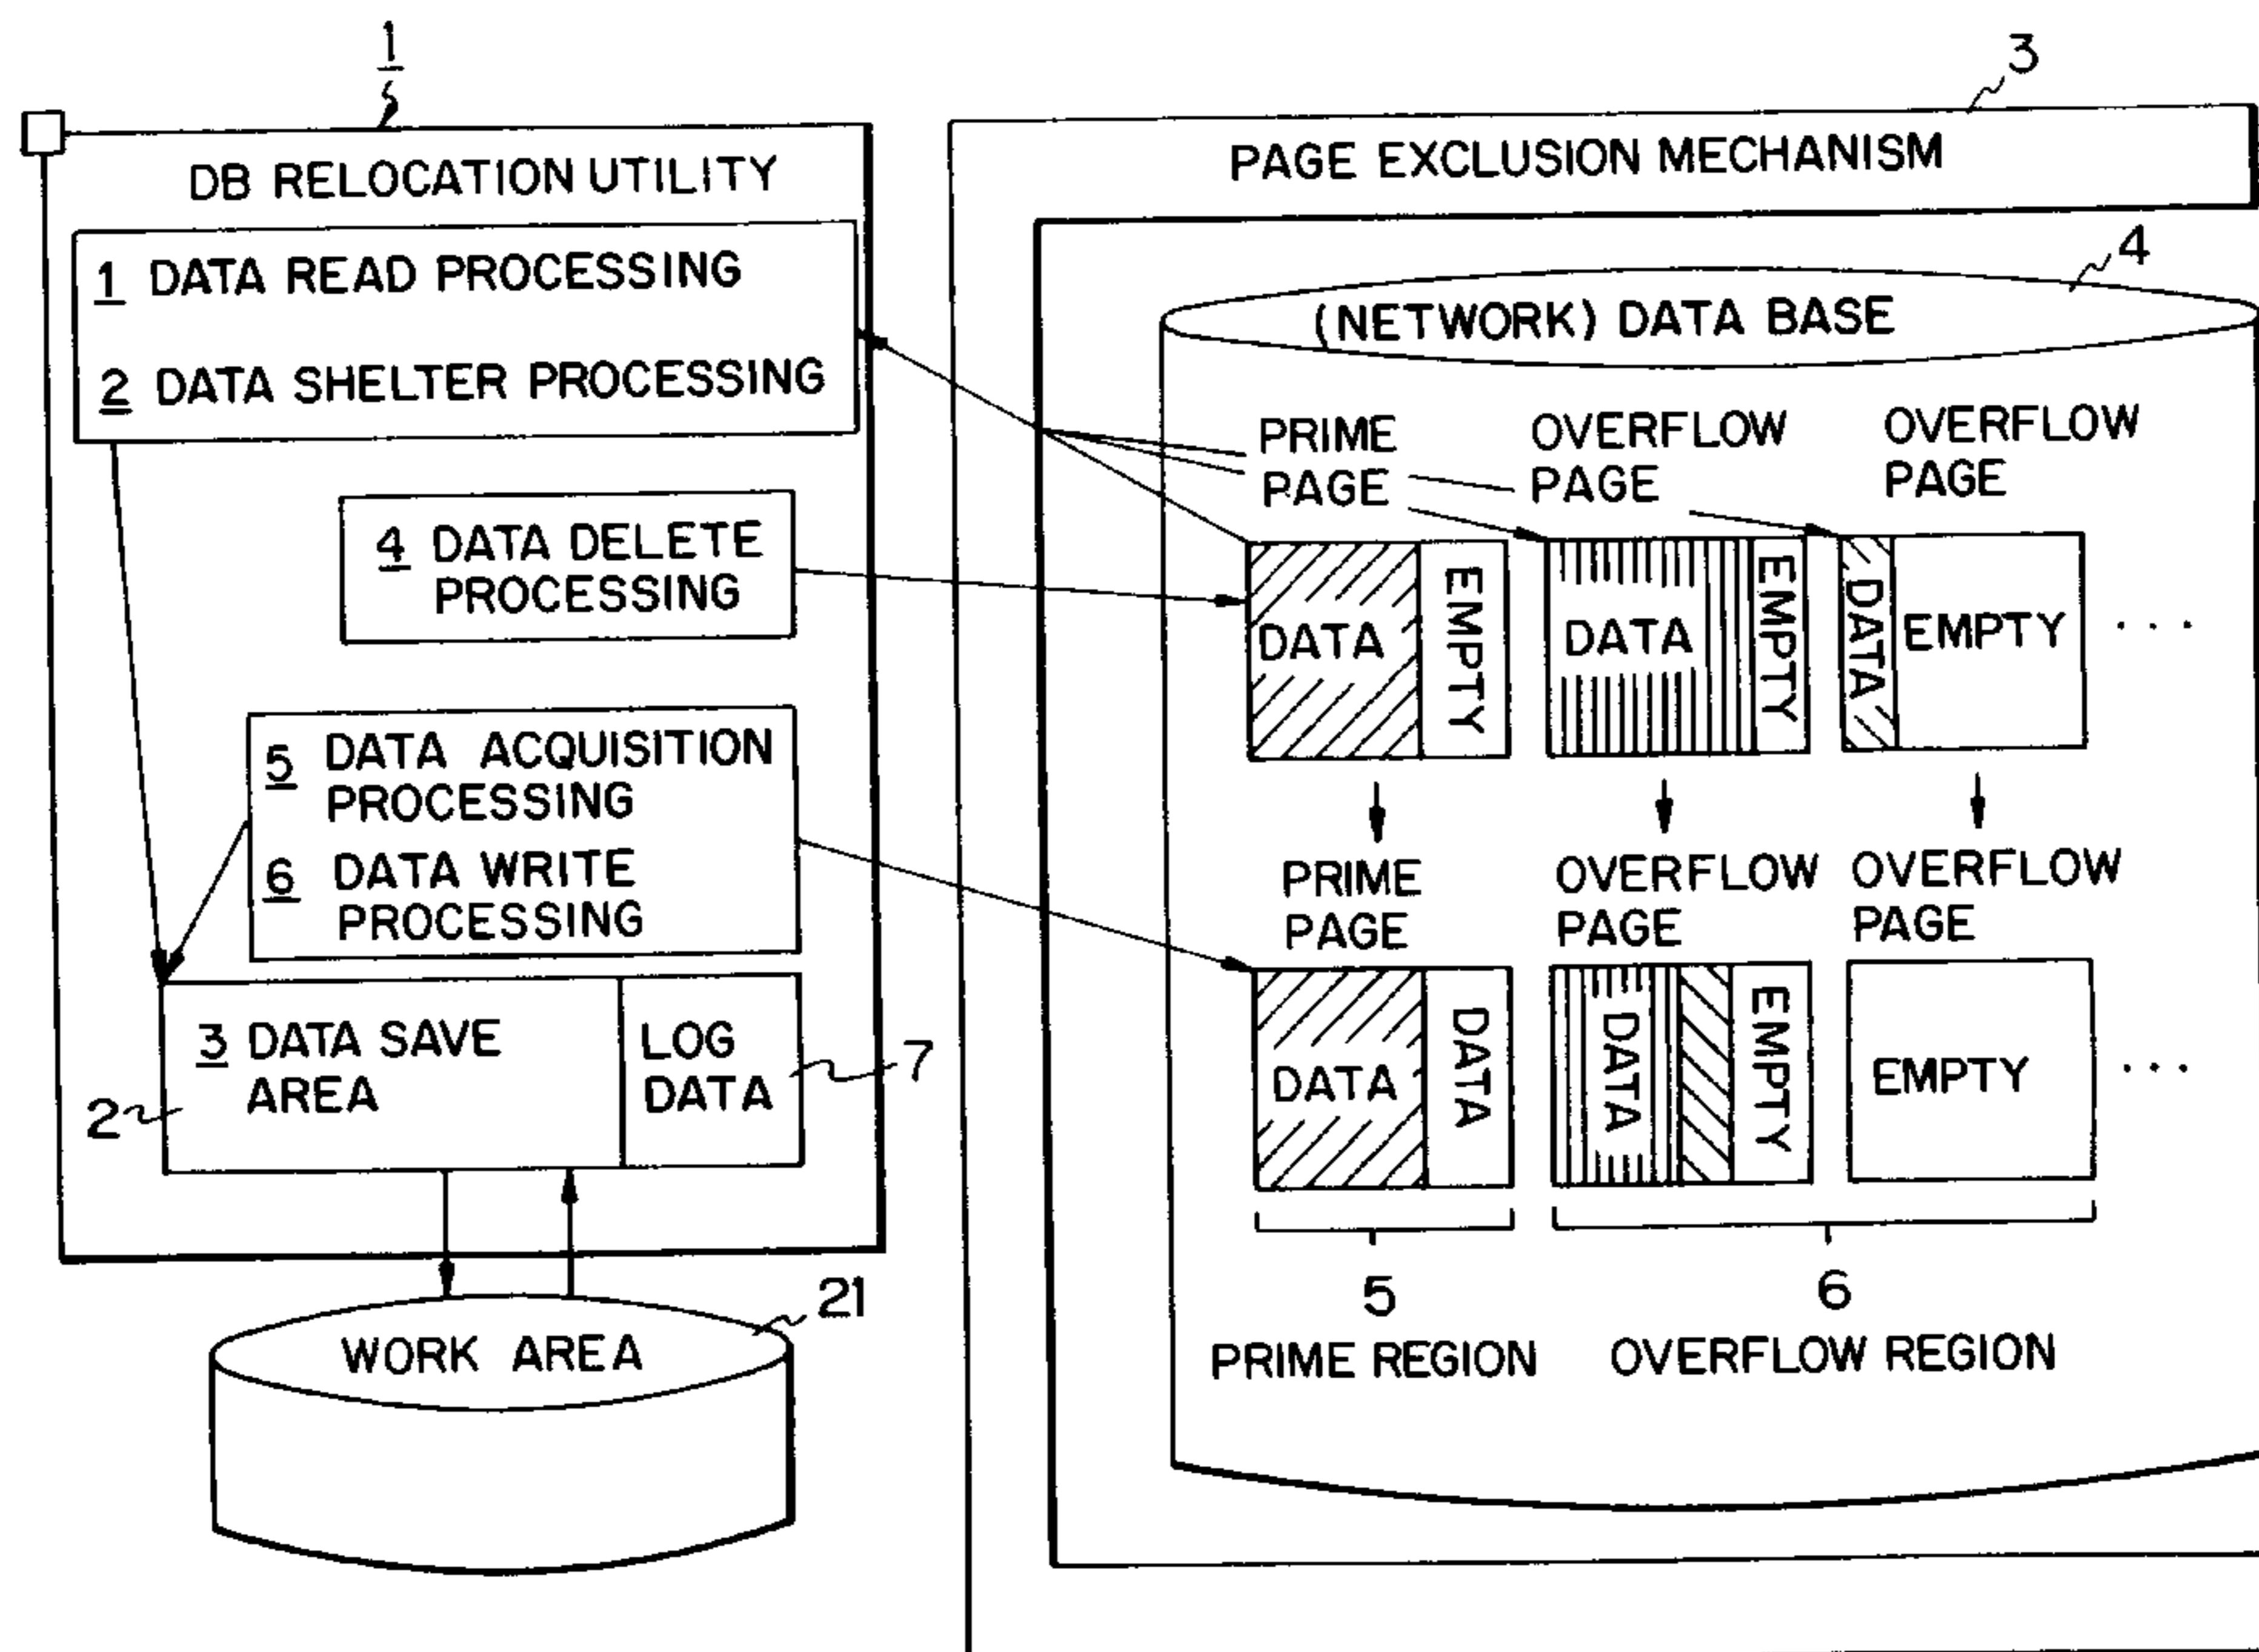 1
DB RELOCATION UTILITY
1 DATA READ PROCESSING
2 DATA SHELTER PROCESSING
4 DATA DELETE
PROCESSING
5 DATA ACQUISITION
PROCESSING
6 DATA WRITE
PROCESSING
3 DATA SAVE
AREA
LOG
DATA
2
7
21
WORK AREA
3
PAGE EXCLUSION MECHANISM
4
(NETWORK) DATA BASE
PRIME
PAGE
OVERFLOW
PAGE
OVERFLOW
PAGE
DATA
EMPTY
DATA
EMPTY
DATA
EMPTY
...
PRIME
PAGE
OVERFLOW
PAGE
OVERFLOW
PAGE
DATA
DATA
DATA
EMPTY
EMPTY
...
5
PRIME REGION
6
OVERFLOW REGION